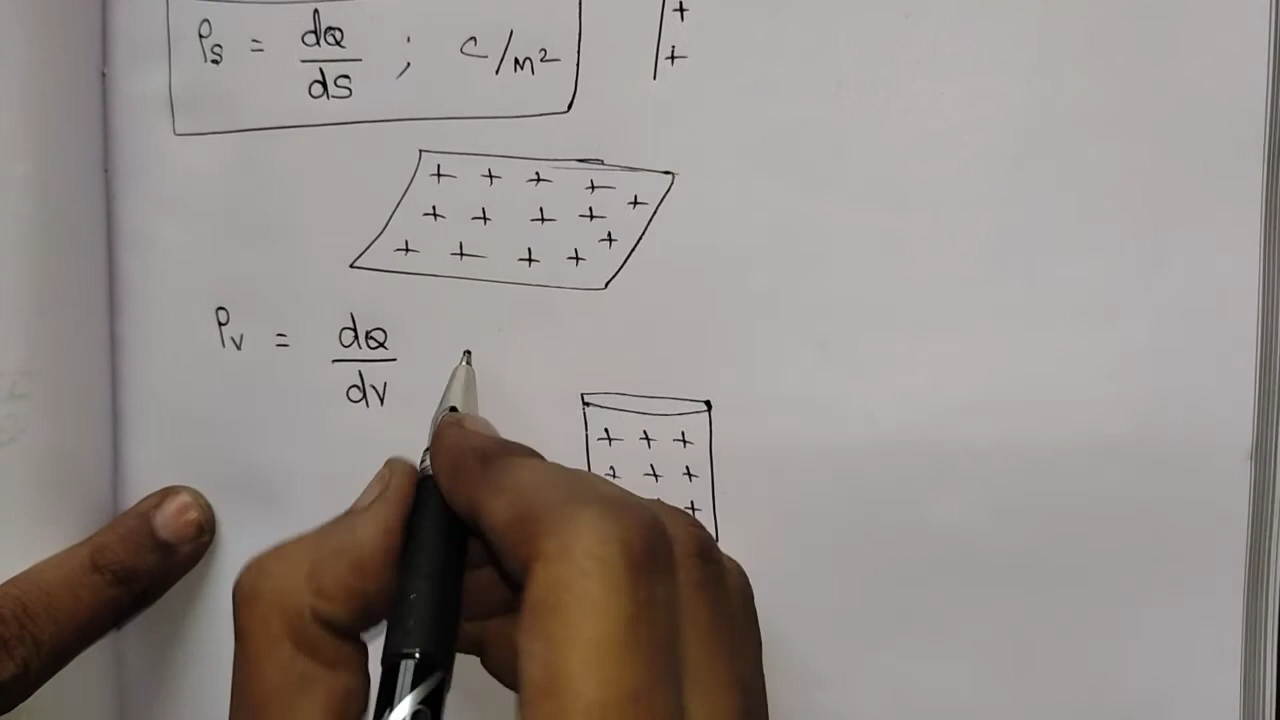 ρs = dQ/ds ; C/m²
+
+
+ + + +
+ + + + +
+ + + + +
ρv = dQ/dv
+ + +
+ + +
+